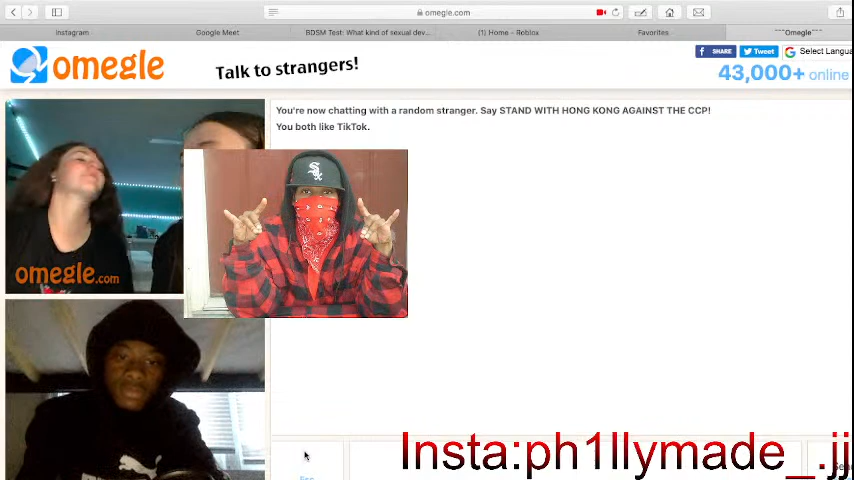 omegle.com
Instagram
Google Meet
BDSM Test: What kind of sexual dev...
(1) Home - Roblox
Favorites
~~~Omegle~~~
SHARE
Tweet
Select Langua
omegle
Talk to strangers!
43,000+ online
You're now chatting with a random stranger. Say STAND WITH HONG KONG AGAINST THE CCP!
You both like TikTok.
Sox
omegle.com
Insta:ph1llymade_.jj
Esc